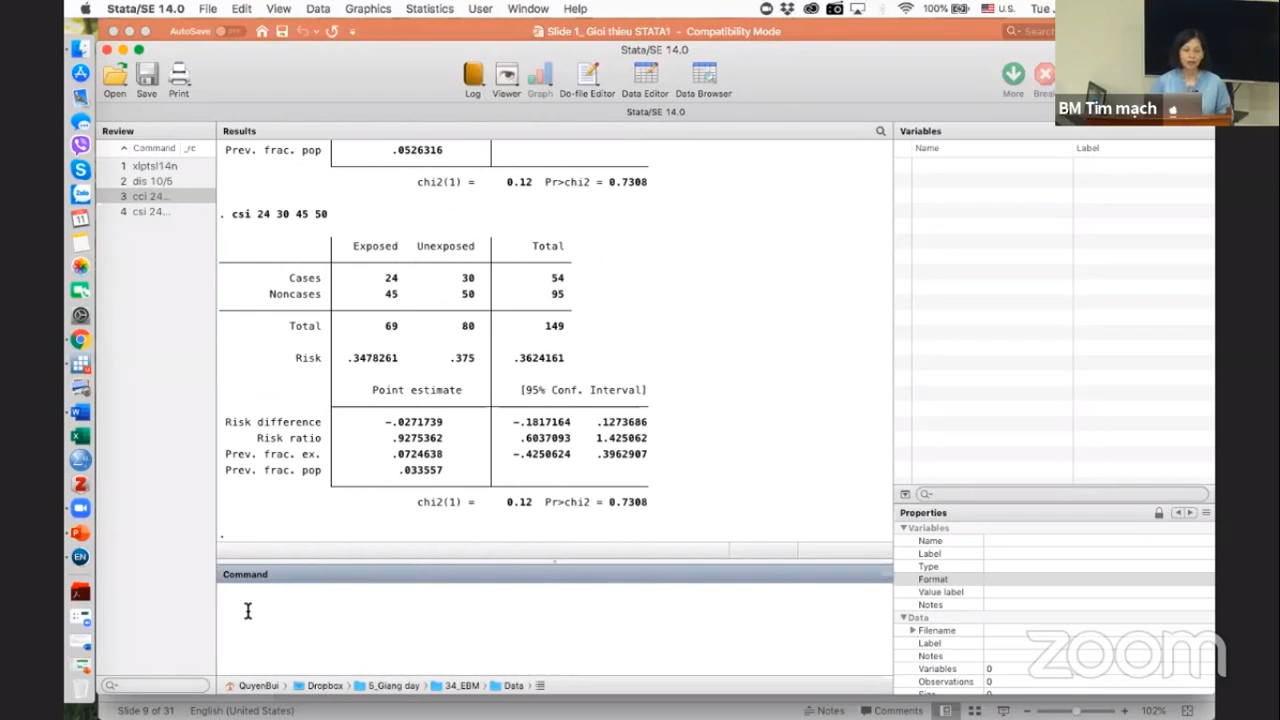 Stata/SE 14.0 File Edit View Data Graphics Statistics User Window Help 100% U.S. Tue
AutoSave OFF Slide 1_ Gioi thieu STATA1 - Compatibility Mode Search
Stata/SE 14.0
Open Save Print Log Viewer Graph Do-file Editor Data Editor Data Browser More Break
Stata/SE 14.0
BM Tim mạch
Review
Command _rc
1 xlptsl14n
2 dis 10/5
3 cci 24...
4 csi 24...
Results
Prev. frac. pop .0526316
chi2(1) = 0.12 Pr>chi2 = 0.7308
. csi 24 30 45 50
Exposed Unexposed Total
Cases 24 30 54
Noncases 45 50 95
Total 69 80 149
Risk .3478261 .375 .3624161
Point estimate [95% Conf. Interval]
Risk difference -.0271739 -.1817164 .1273686
Risk ratio .9275362 .6037093 1.425062
Prev. frac. ex. .0724638 -.4250624 .3962907
Prev. frac. pop .033557
chi2(1) = 0.12 Pr>chi2 = 0.7308
.
Command
QuyenBui Dropbox 5_Giang day 34_EBM Data
Variables
Name Label
Properties
Variables
Name
Label
Type
Format
Value label
Notes
Data
Filename
Label
Notes
Variables 0
Observations 0
zoom
Slide 9 of 31 English (United States) Notes Comments 102%